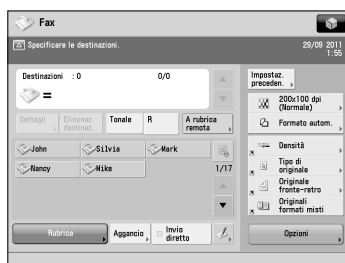 Fax
Specificare le destinazioni.
29/09 2011
1:55
Destinazioni : 0
0/0
=
Dettagli
Eliminaz.
destinaz.
Tonale
R
A rubrica
remota
John
Silvia
Mark
Nancy
Mike
1/17
Rubrica
Aggancio
Invio
diretto
Impostaz.
preceden.
200x100 dpi
(Normale)
Formato autom.
Densità
Tipo di
originale
Originale
fronte-retro
Originali
formati misti
Opzioni